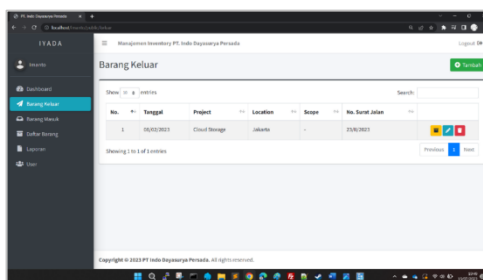 IYADA
Manajemen Inventory PT. Indo Dayasurya Persada
Logout
Barang Keluar
Tambah
Dashboard
Barang Keluar
Barang Masuk
Daftar Barang
Laporan
User
Show 10 entries
Search:
No. Tanggal Project Location Scope No. Surat Jalan
1 Cloud Storage Jakarta -
Showing 1 to 1 of 1 entries
Previous 1 Next
Copyright © 2023 PT Indo Dayasurya Persada. All rights reserved.